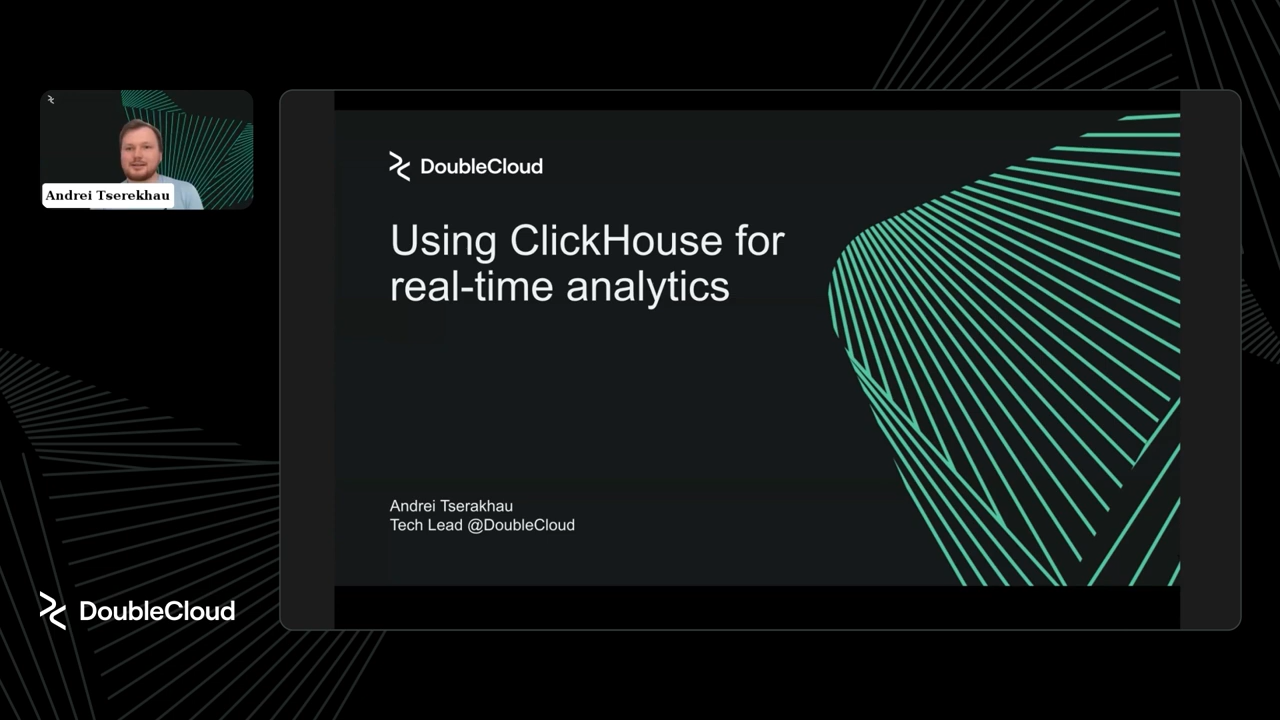 Andrei Tserekhau
DoubleCloud
Using ClickHouse for
real-time analytics
Andrei Tserakhau
Tech Lead @DoubleCloud
DoubleCloud